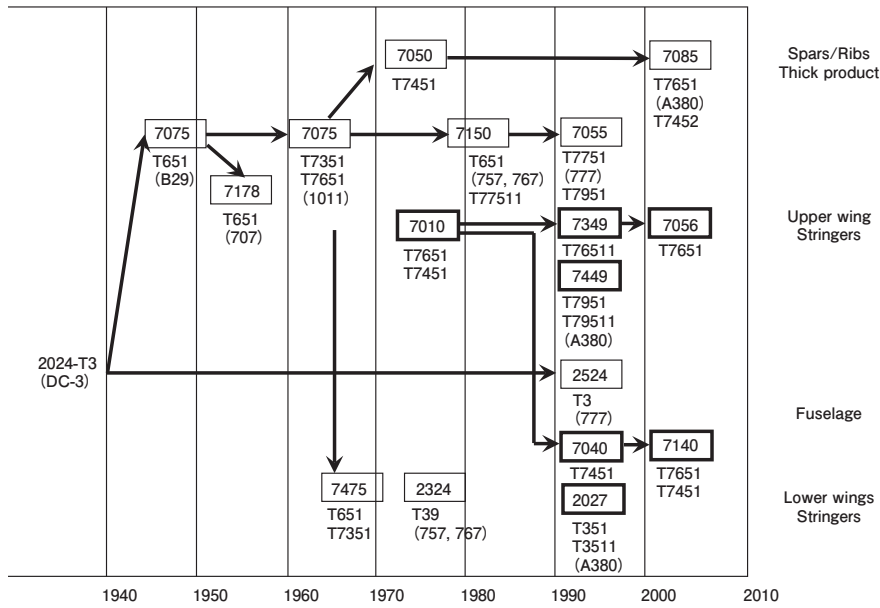 7050
T7451
7085
T7651
(A380)
T7452
Spars/Ribs
Thick product
7075
T651
(B29)
7178
T651
(707)
7075
T7351
T7651
(1011)
7150
T651
(757, 767)
T77511
7055
T7751
(777)
T7951
7010
T7651
T7451
7349
T76511
7056
T7651
Upper wing
Stringers
7449
T7951
T79511
(A380)
2024-T3
(DC-3)
2524
T3
(777)
Fuselage
7040
T7451
7140
T7651
T7451
7475
T651
T7351
2324
T39
(757, 767)
2027
T351
T3511
(A380)
Lower wings
Stringers
1940 1950 1960 1970 1980 1990 2000 2010